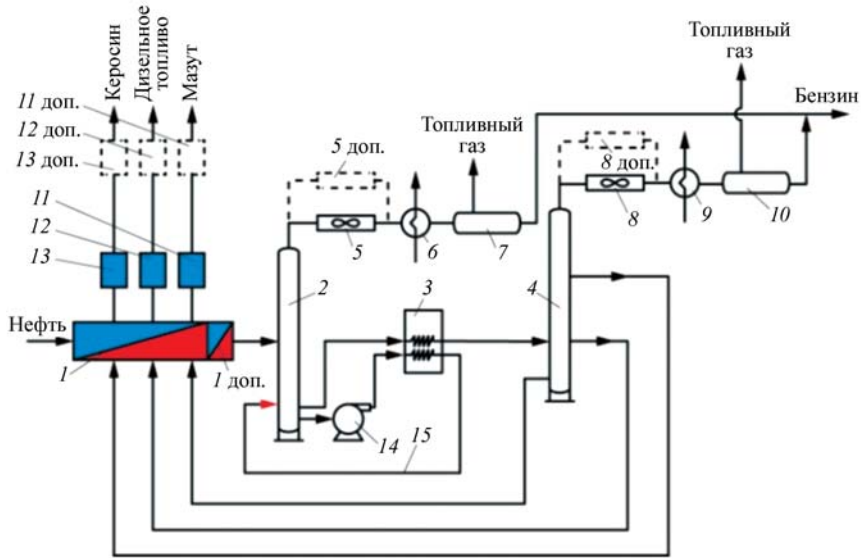 Керосин
Дизельное
топливо
Мазут
Топливный
газ
Бензин
11 доп.
12 доп.
13 доп.
Топливный
газ
5 доп.
8 доп.
11
12
13
5
6
7
8
9
10
2
3
4
Нефть
1
1 доп.
14
15